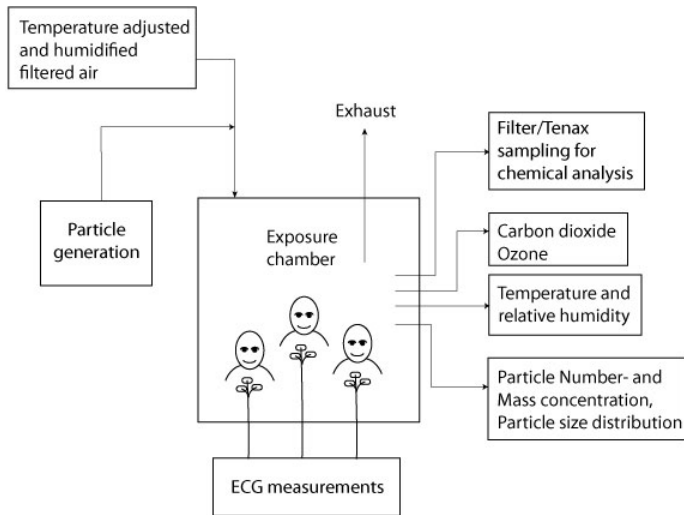 Temperature adjusted
and humidified
filtered air
Exhaust
Filter/Tenax
sampling for
chemical analysis
Particle
generation
Exposure
chamber
Carbon dioxide
Ozone
Temperature and
relative humidity
Particle Number- and
Mass concentration,
Particle size distribution
ECG measurements